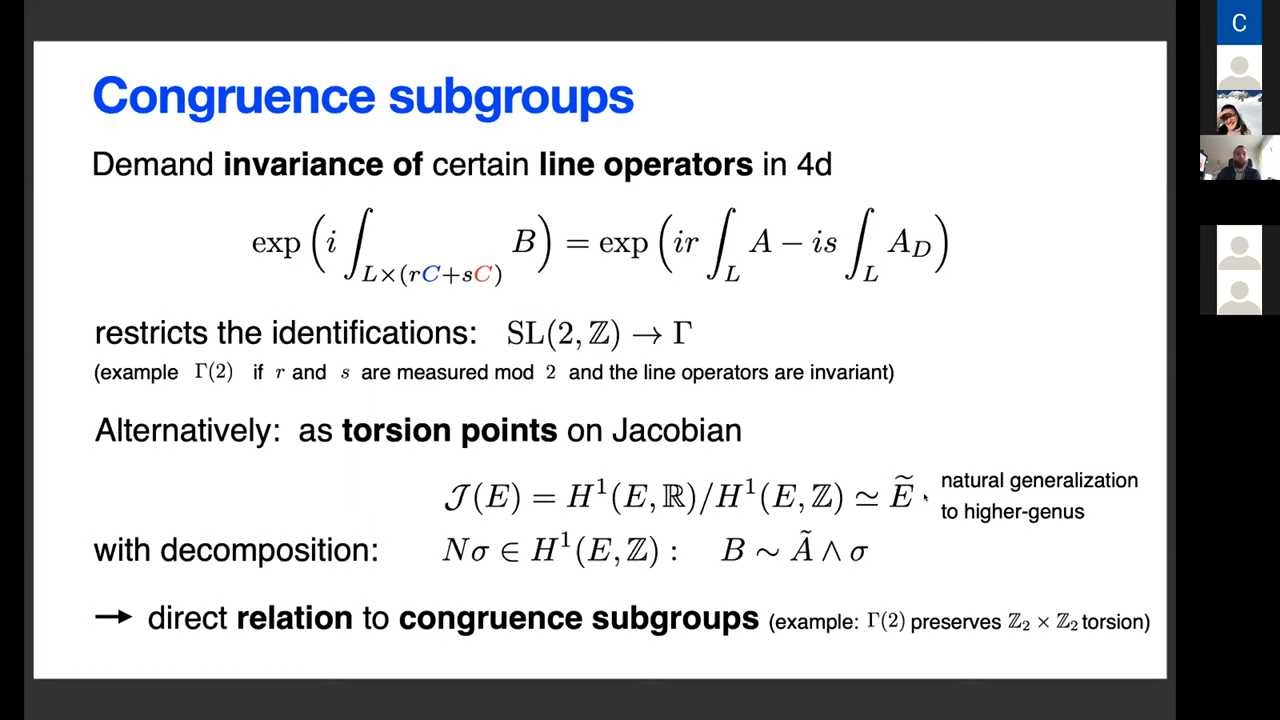 Congruence subgroups
Demand invariance of certain line operators in 4d
exp (i ∫_{L×(rC+sC)} B) = exp (ir ∫_L A − is ∫_L A_D)
restricts the identifications: SL(2, ℤ) → Γ
(example Γ(2) if r and s are measured mod 2 and the line operators are invariant)
Alternatively: as torsion points on Jacobian
𝒥(E) = H¹(E, ℝ)/H¹(E, ℤ) ≃ Ẽ
natural generalization
to higher-genus
with decomposition: Nσ ∈ H¹(E, ℤ) : B ∼ Ã ∧ σ
→ direct relation to congruence subgroups (example: Γ(2) preserves ℤ₂ × ℤ₂ torsion)
C